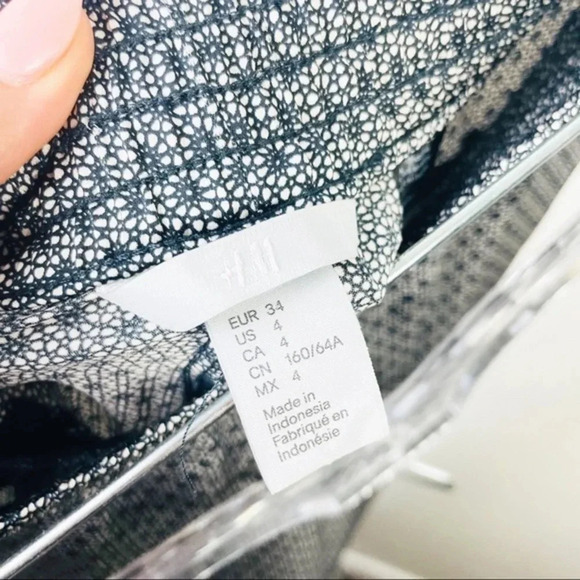 H&M
EUR 34
US 4
CA 4
CN 160/64A
MX 4
Made in
Indonesia
Fabriqué en
Indonésie